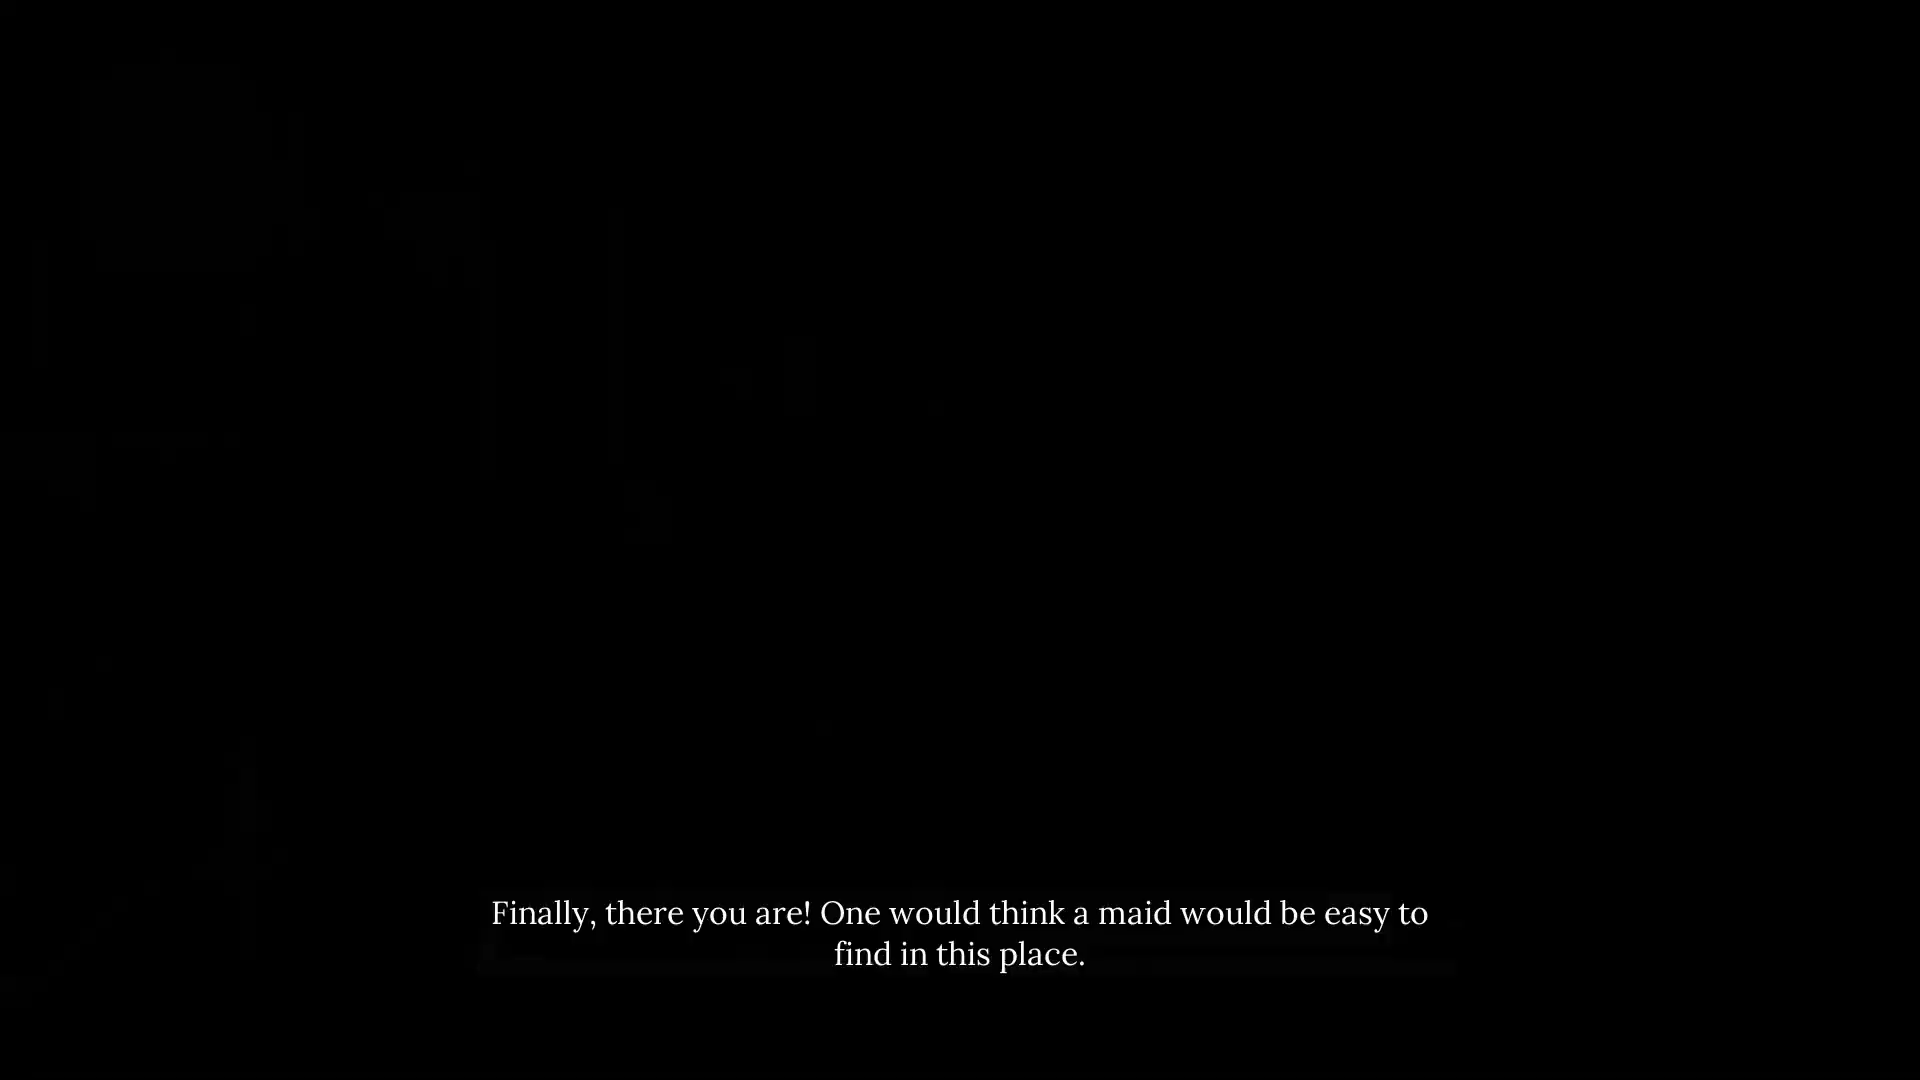 Finally, there you are! One would think a maid would be easy to
find in this place.